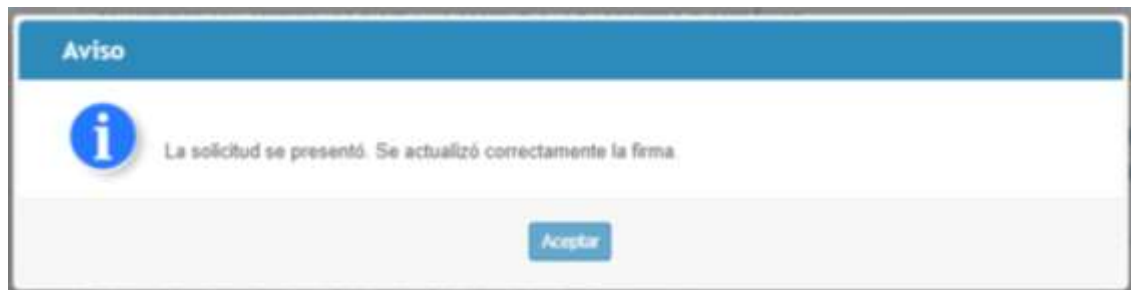 Aviso
La solicitud se presentó. Se actualizó correctamente la firma.
Aceptar